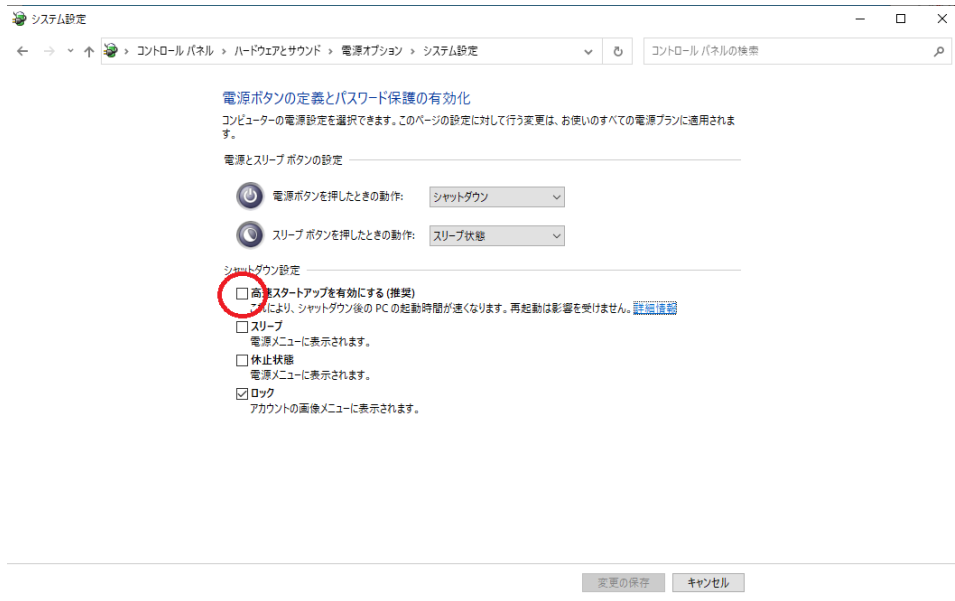 システム設定
コントロール パネル › ハードウェアとサウンド › 電源オプション › システム設定
コントロール パネルの検索
電源ボタンの定義とパスワード保護の有効化
コンピューターの電源設定を選択できます。このページの設定に対して行う変更は、お使いのすべての電源プランに適用されま
す。
電源とスリープ ボタンの設定
電源ボタンを押したときの動作: シャットダウン
スリープ ボタンを押したときの動作: スリープ状態
シャットダウン設定
高速スタートアップを有効にする (推奨)
これにより、シャットダウン後の PC の起動時間が速くなります。再起動は影響を受けません。詳細情報
スリープ
電源メニューに表示されます。
休止状態
電源メニューに表示されます。
ロック
アカウントの画像メニューに表示されます。
変更の保存 キャンセル